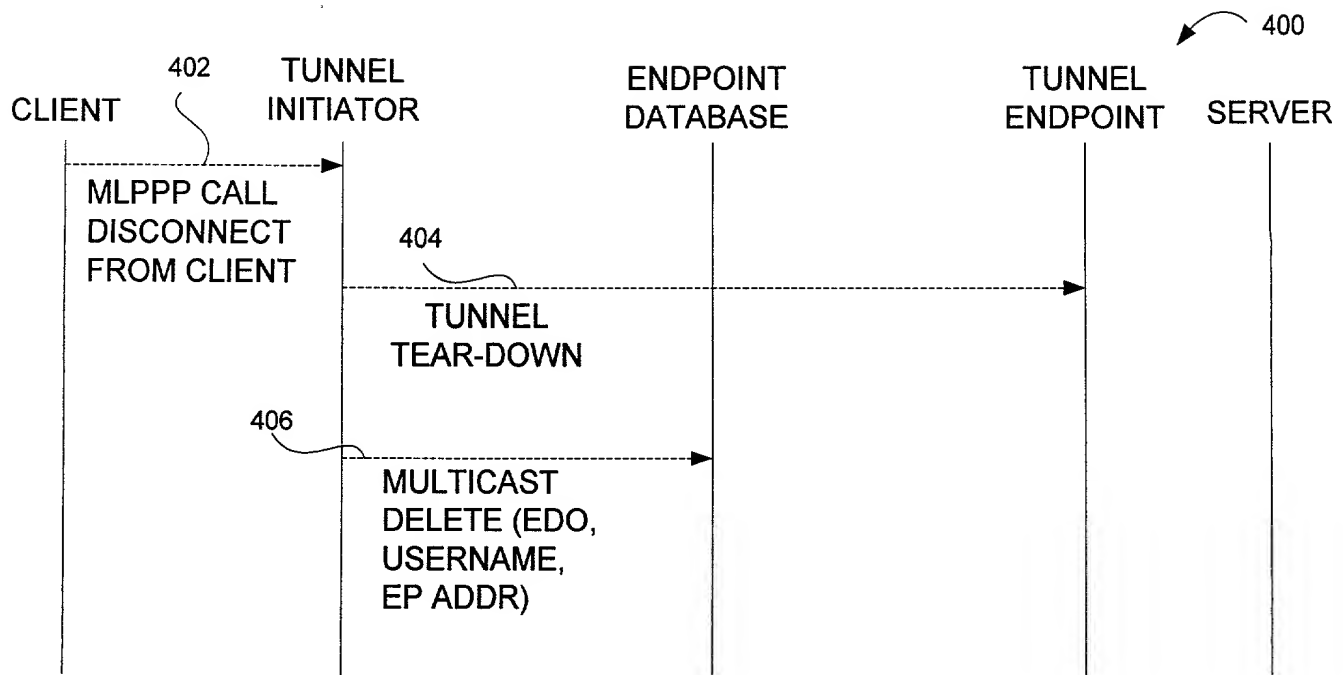 400
402
CLIENT
TUNNEL
INITIATOR
ENDPOINT
DATABASE
TUNNEL
ENDPOINT
SERVER
MLPPP CALL
DISCONNECT
FROM CLIENT
404
TUNNEL
TEAR-DOWN
406
MULTICAST
DELETE (EDO,
USERNAME,
EP ADDR)